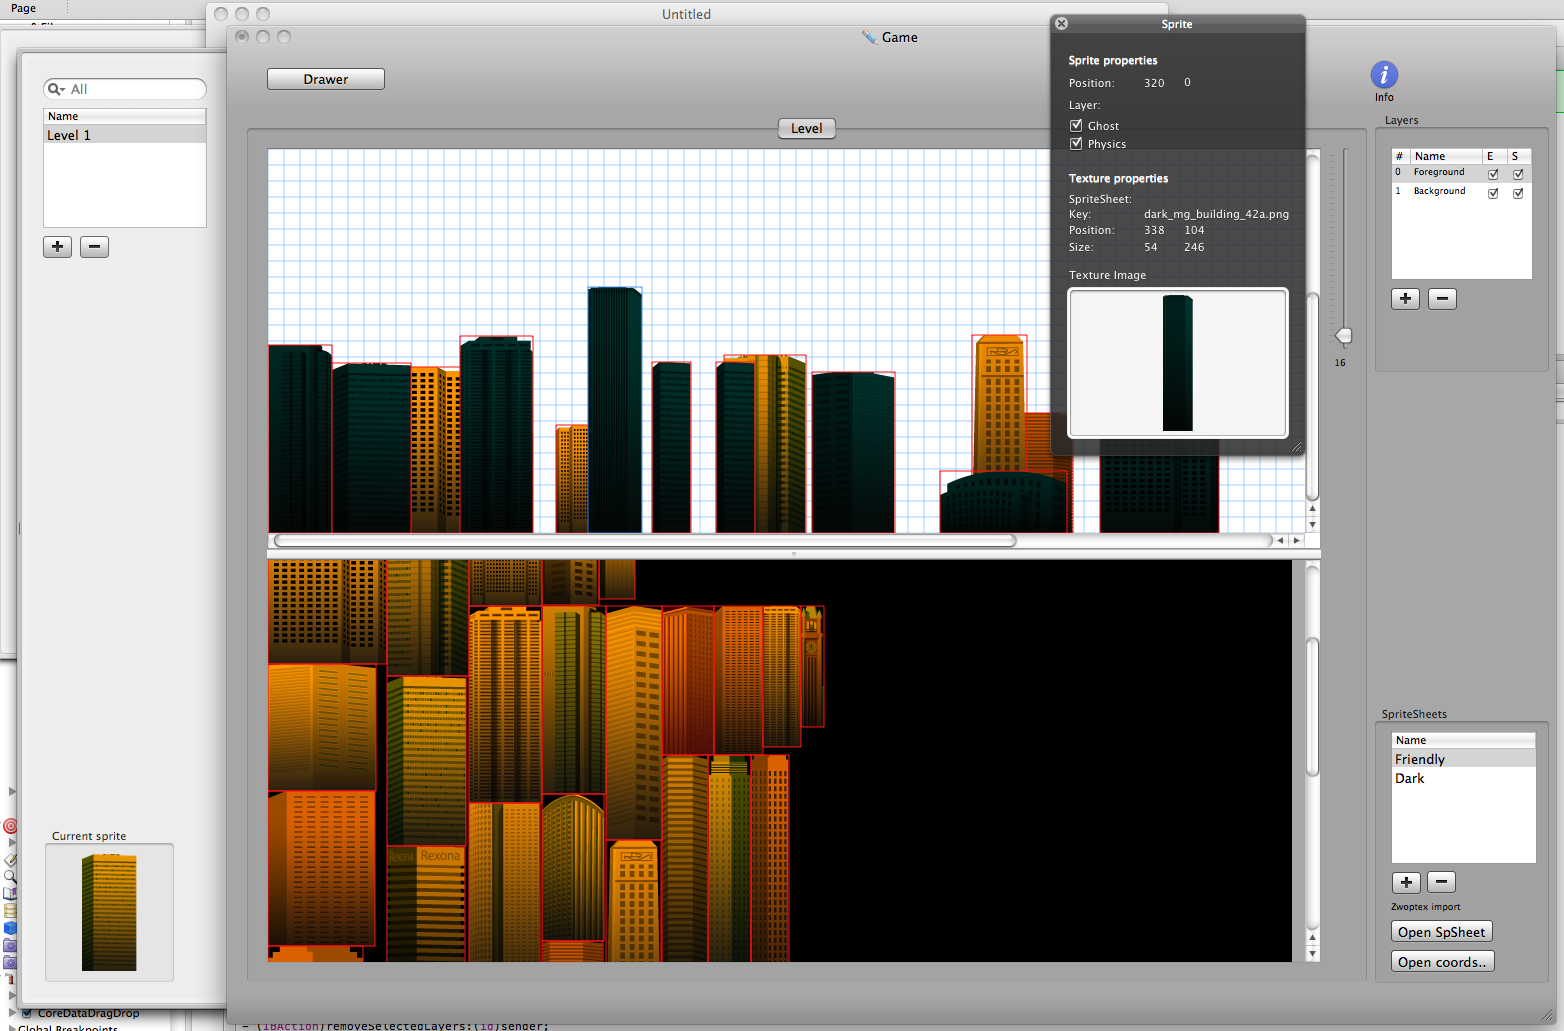 Page
Untitled
Game
Sprite
Drawer
All
Name
Level 1
Level
Sprite properties
Position: 320 0
Layer:
Ghost
Physics
Texture properties
SpriteSheet:
Key: dark_mg_building_42a.png
Position: 338 104
Size: 54 246
Texture Image
Info
Layers
# Name E S
0 Foreground
1 Background
16
Rexona Rexona
Current sprite
SpriteSheets
Name
Friendly
Dark
Zwoptex import
Open SpSheet
Open coords..
CoreDataDragDrop
Global Breakpoints
- (IBAction)removeSelectedLayers:(id)sender;